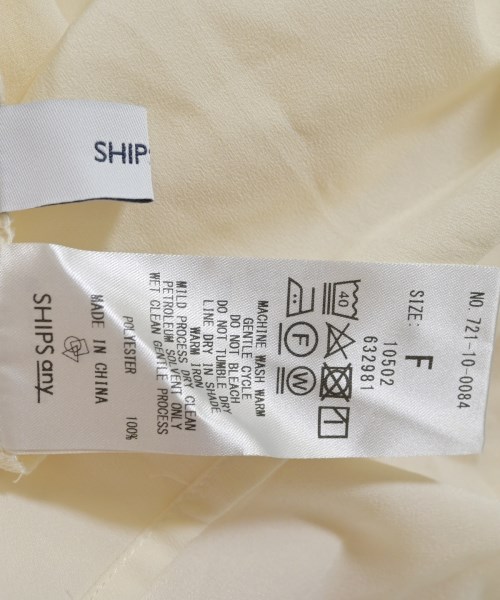 SHIPS
NO. 721-10-0084
SIZE: F
10502
632981
40
F W
MACHINE WASH WARM
GENTLE CYCLE
DO NOT BLEACH
DO NOT TUMBLE DRY
LINE DRY IN SHADE
WARM IRON
MILD PROCESS DRY CLEAN
PETROLEUM SOLVENT ONLY
WET CLEAN GENTLE PROCESS
POLYESTER 100%
MADE IN CHINA
SHIPS any